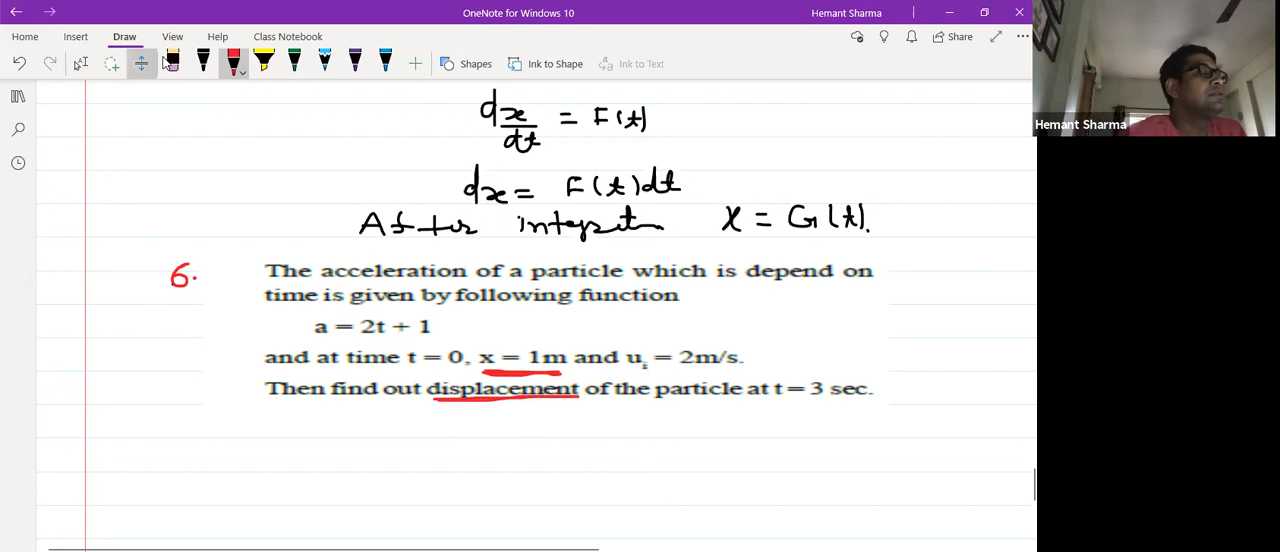 OneNote for Windows 10
Hemant Sharma
Home Insert Draw View Help Class Notebook
Share
Shapes Ink to Shape Ink to Text
Hemant Sharma
dx/dt = F(t)
dx = F(t)dt
After x = G(t).
6. The acceleration of a particle which is depend on
time is given by following function
a = 2t + 1
and at time t = 0, x = 1m and uᵢ = 2m/s.
Then find out displacement of the particle at t = 3 sec.